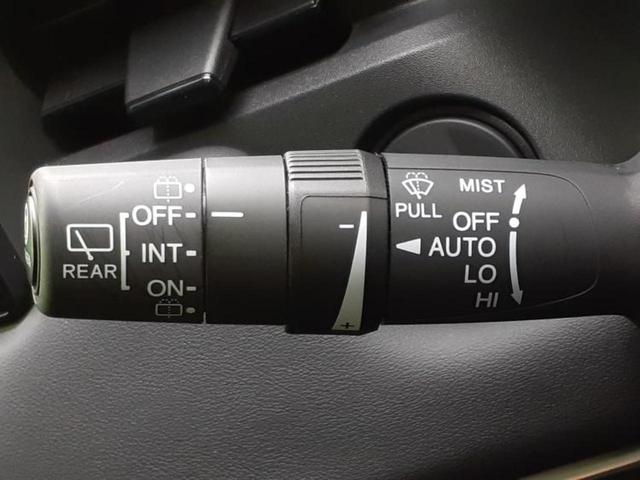 OFF
INT
ON
REAR
−
+
PULL
MIST
OFF
AUTO
LO
HI